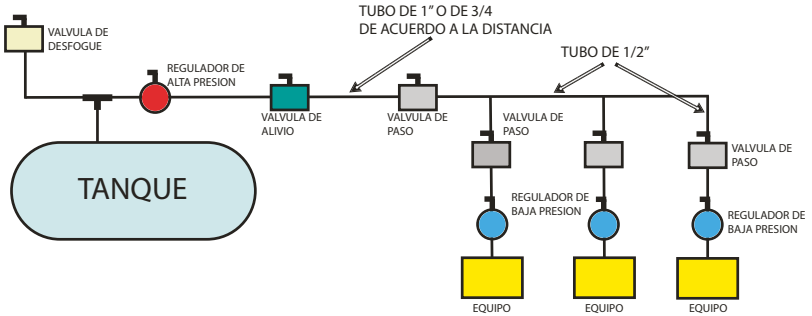 TUBO DE 1” O DE 3/4
DE ACUERDO A LA DISTANCIA
VALVULA DE
DESFOGUE
TUBO DE 1/2”
REGULADOR DE
ALTA PRESION
VALVULA DE
ALIVIO
VALVULA DE
PASO
VALVULA DE
PASO
VALVULA DE
PASO
TANQUE
REGULADOR DE
BAJA PRESION
REGULADOR DE
BAJA PRESION
EQUIPO
EQUIPO
EQUIPO